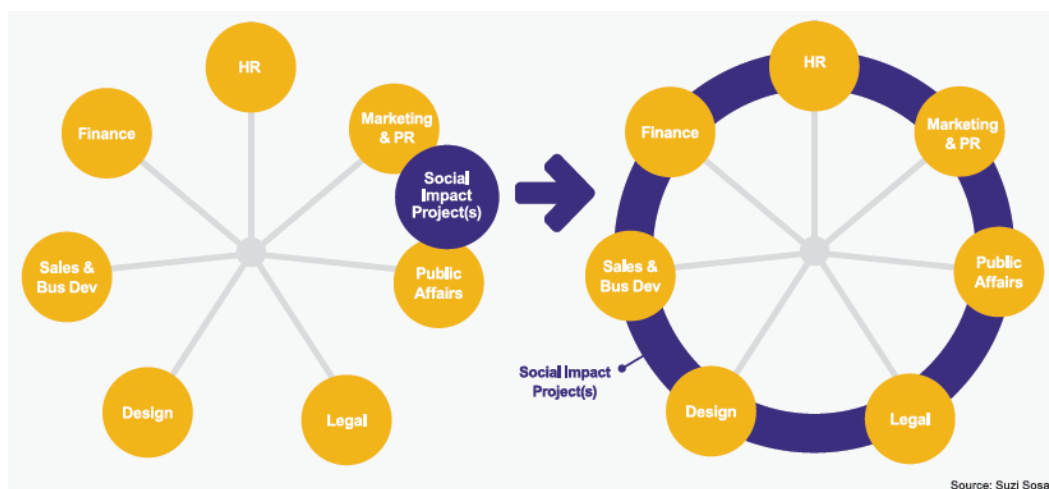 HR
Finance
Marketing
& PR
Social
Impact
Project(s)
Sales &
Bus Dev
Public
Affairs
Design
Legal
HR
Finance
Marketing
& PR
Sales &
Bus Dev
Public
Affairs
Social Impact
Project(s)
Design
Legal
Source: Suzi Sosa